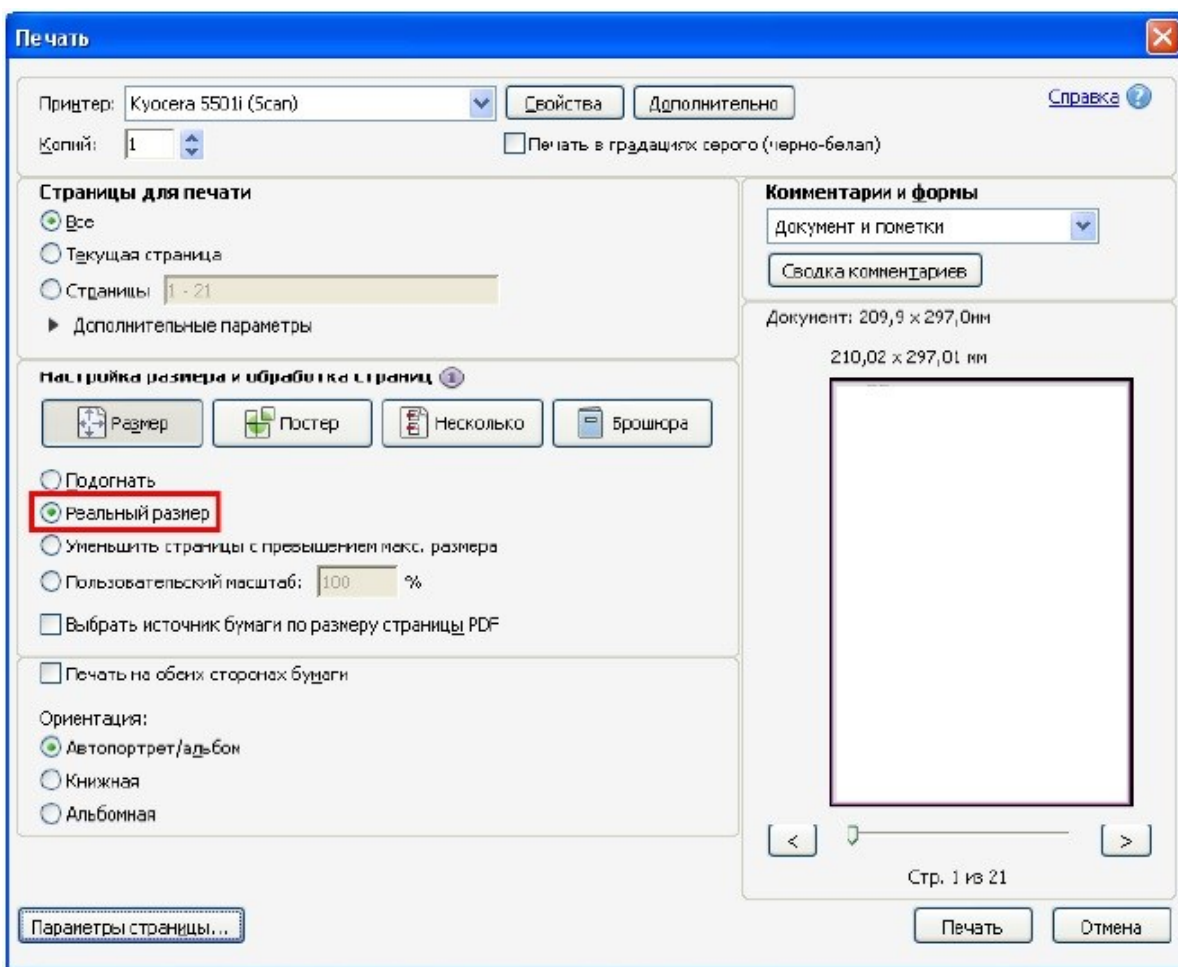 Печать
Принтер: Kyocera 5501i (Scan) Свойства Дополнительно Справка ?
Копий: 1 Печать в градациях серого (черно-белая)
Страницы для печати
Все
Текущая страница
Страницы 1 - 21
Дополнительные параметры
Настройка размера и обработка страниц i
Размер Постер Несколько Брошюра
Подогнать
Реальный размер
Уменьшить страницы с превышением макс. размера
Пользовательский масштаб: 100 %
Выбрать источник бумаги по размеру страницы PDF
Печать на обеих сторонах бумаги
Ориентация:
Автопортрет/альбом
Книжная
Альбомная
Комментарии и формы
Документ и пометки
Сводка комментариев
Документ: 209,9 x 297,0мм
210,02 x 297,01 мм
< >
Стр. 1 из 21
Параметры страницы... Печать Отмена